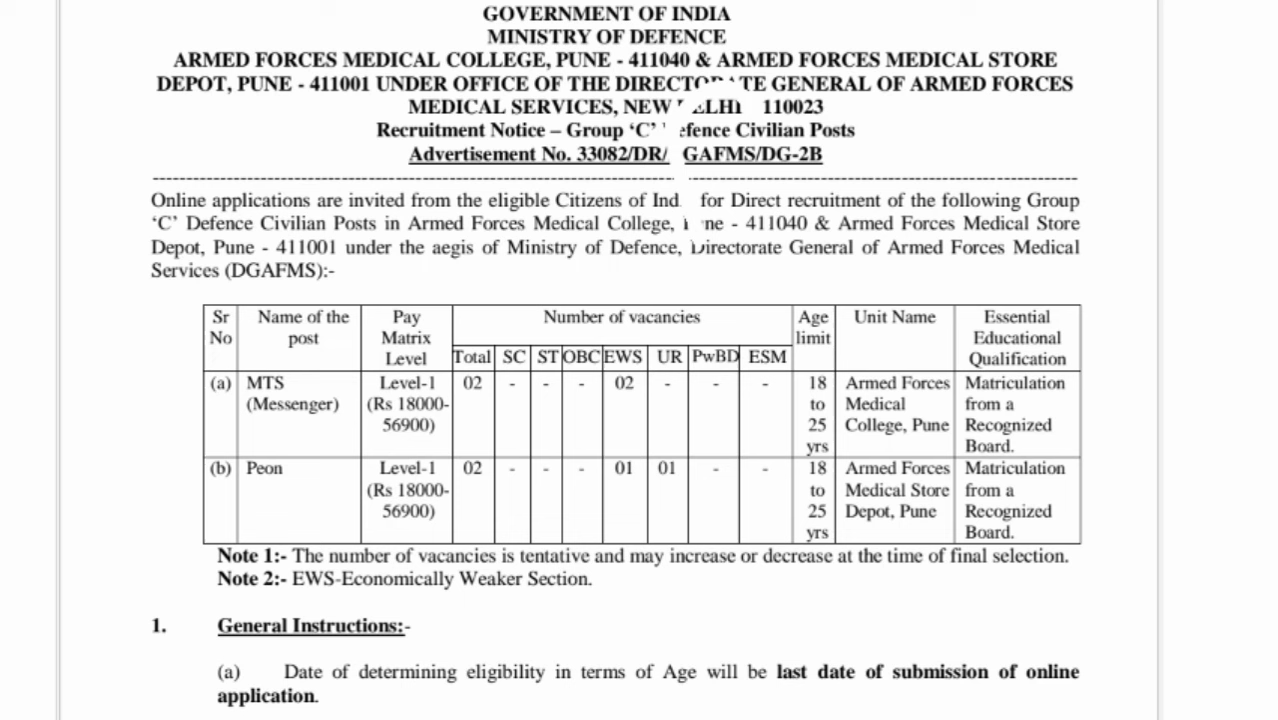 GOVERNMENT OF INDIA
MINISTRY OF DEFENCE
ARMED FORCES MEDICAL COLLEGE, PUNE - 411040 & ARMED FORCES MEDICAL STORE
DEPOT, PUNE - 411001 UNDER OFFICE OF THE GENERAL OF ARMED FORCES
MEDICAL SERVICES, NEW 110023
Recruitment Notice – Group ‘C’ Civilian Posts
Advertisement No. 33082/DR/ GAFMS/DG-2B
Online applications are invited from the eligible Citizens of for Direct recruitment of the following Group
‘C’ Defence Civilian Posts in Armed Forces Medical College, - 411040 & Armed Forces Medical Store
Depot, Pune - 411001 under the aegis of Ministry of Defence, Directorate General of Armed Forces Medical
Services (DGAFMS):-
Sr No | Name of the post | Pay Matrix Level | Number of vacancies | Age limit | Unit Name | Essential Educational Qualification
Total | SC | ST | OBC | EWS | UR | PwBD | ESM
(a) | MTS (Messenger) | Level-1 (Rs 18000-56900) | 02 | - | - | - | 02 | - | - | - | 18 to 25 yrs | Armed Forces Medical College, Pune | Matriculation from a Recognized Board.
(b) | Peon | Level-1 (Rs 18000-56900) | 02 | - | - | - | 01 | 01 | - | - | 18 to 25 yrs | Armed Forces Medical Store Depot, Pune | Matriculation from a Recognized Board.
Note 1:- The number of vacancies is tentative and may increase or decrease at the time of final selection.
Note 2:- EWS-Economically Weaker Section.
1. General Instructions:-
(a) Date of determining eligibility in terms of Age will be last date of submission of online
application.